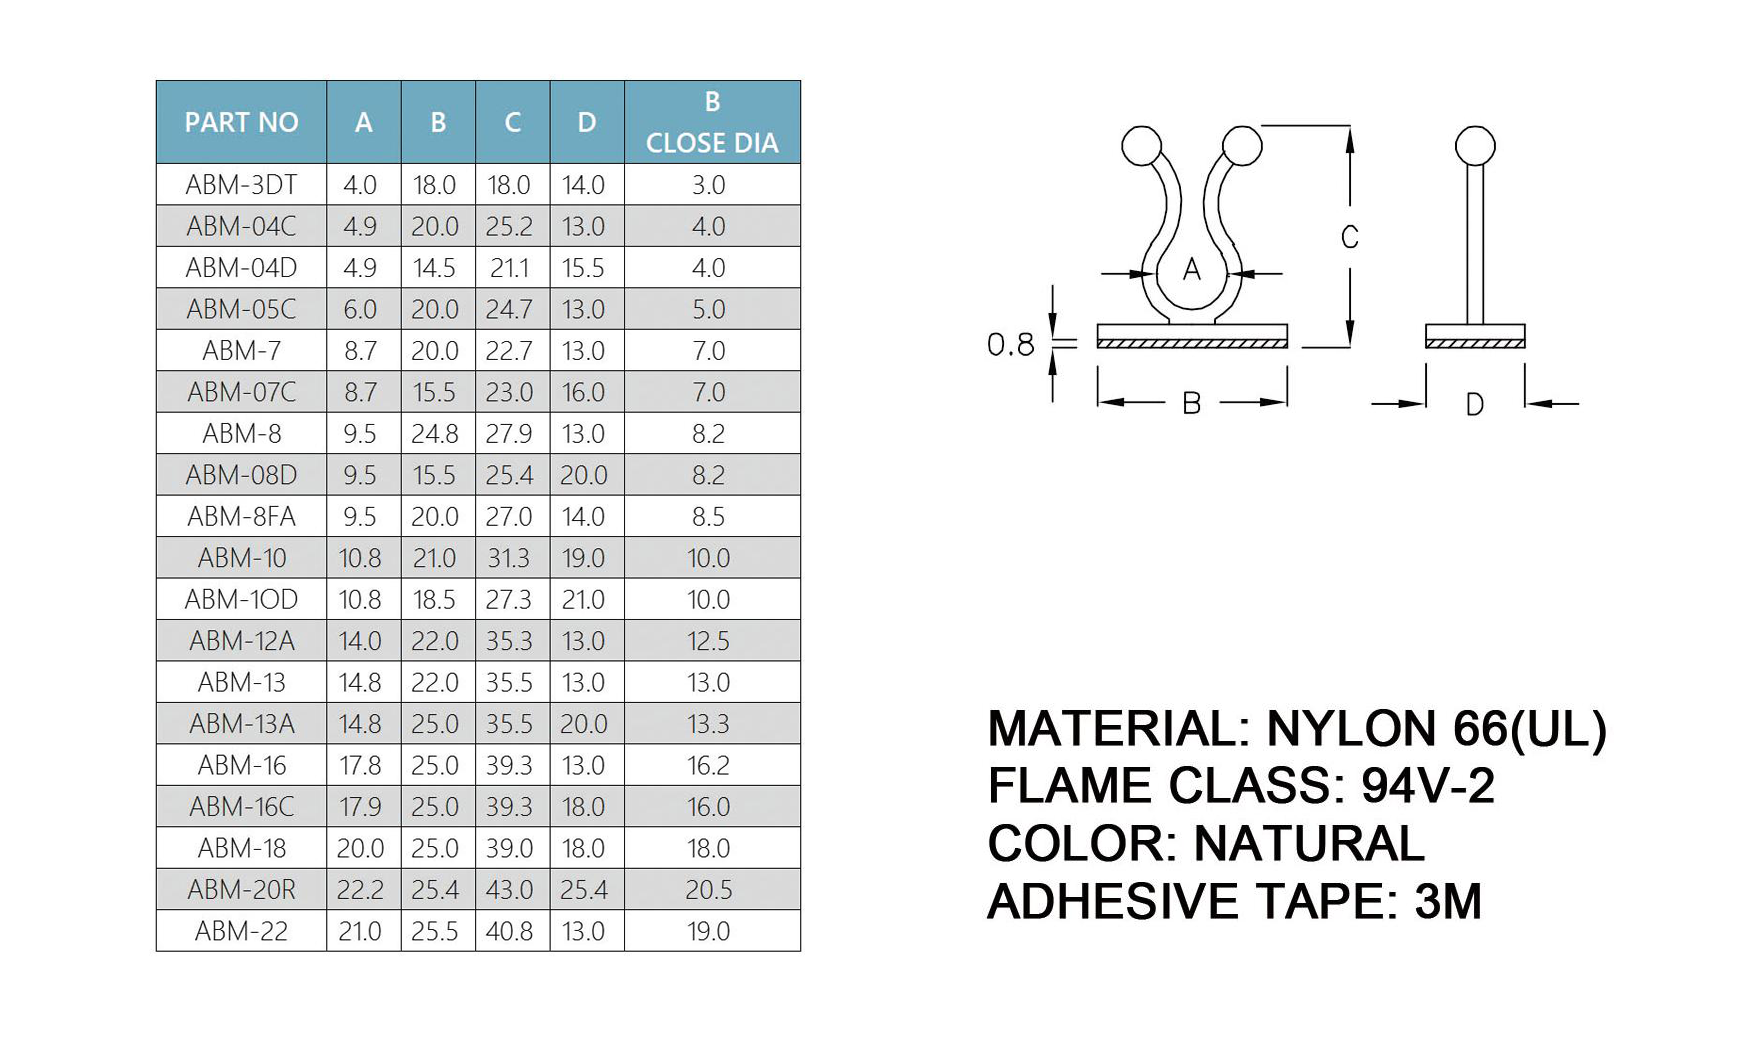 PART NO A B C D B CLOSE DIA
ABM-3DT 4.0 18.0 18.0 14.0 3.0
ABM-04C 4.9 20.0 25.2 13.0 4.0
ABM-04D 4.9 14.5 21.1 15.5 4.0
ABM-05C 6.0 20.0 24.7 13.0 5.0
ABM-7 8.7 20.0 22.7 13.0 7.0
ABM-07C 8.7 15.5 23.0 16.0 7.0
ABM-8 9.5 24.8 27.9 13.0 8.2
ABM-08D 9.5 15.5 25.4 20.0 8.2
ABM-8FA 9.5 20.0 27.0 14.0 8.5
ABM-10 10.8 21.0 31.3 19.0 10.0
ABM-1OD 10.8 18.5 27.3 21.0 10.0
ABM-12A 14.0 22.0 35.3 13.0 12.5
ABM-13 14.8 22.0 35.5 13.0 13.0
ABM-13A 14.8 25.0 35.5 20.0 13.3
ABM-16 17.8 25.0 39.3 13.0 16.2
ABM-16C 17.9 25.0 39.3 18.0 16.0
ABM-18 20.0 25.0 39.0 18.0 18.0
ABM-20R 22.2 25.4 43.0 25.4 20.5
ABM-22 21.0 25.5 40.8 13.0 19.0
C
A
0.8
B
D
MATERIAL: NYLON 66(UL)
FLAME CLASS: 94V-2
COLOR: NATURAL
ADHESIVE TAPE: 3M